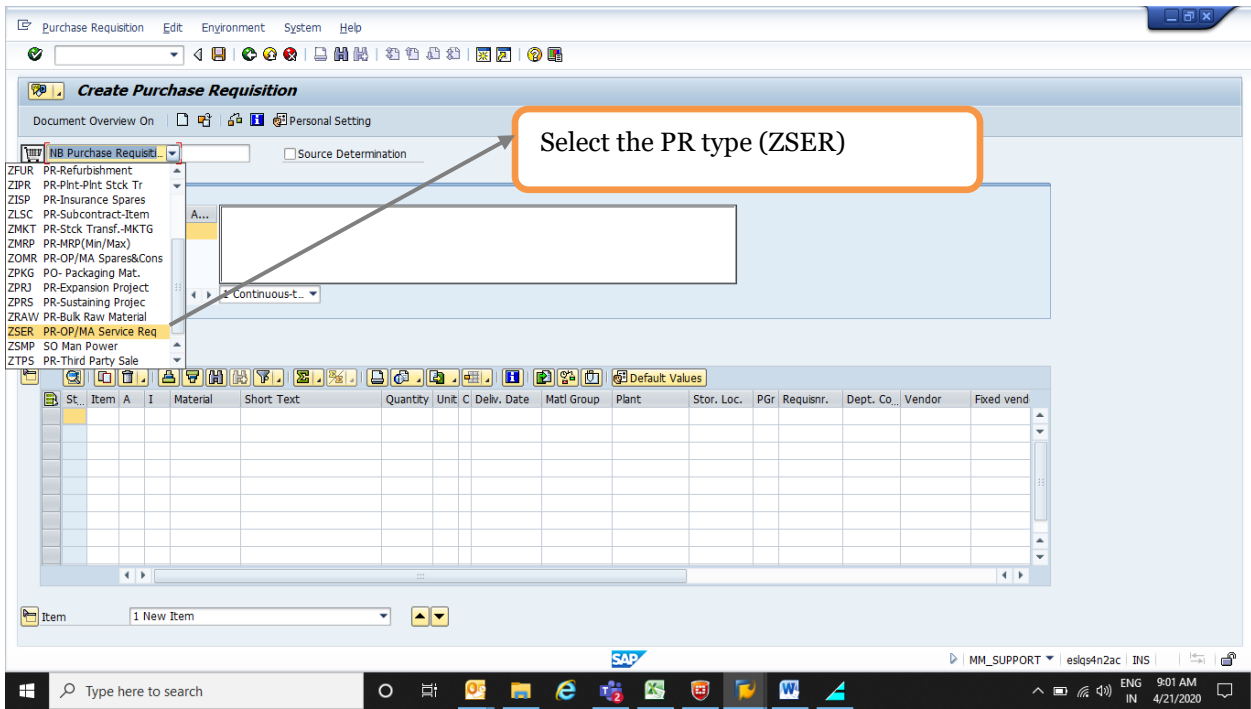 Purchase Requisition Edit Environment System Help
Create Purchase Requisition
Document Overview On Personal Setting
Select the PR type (ZSER)
NB Purchase Requisiti.. Source Determination
ZFUR PR-Refurbishment
ZIPR PR-Plnt-Plnt Stck Tr
ZISP PR-Insurance Spares
ZLSC PR-Subcontract-Item
A...
ZMKT PR-Stck Transf.-MKTG
ZMRP PR-MRP(Min/Max)
ZOMR PR-OP/MA Spares&Cons
ZPKG PO- Packaging Mat.
ZPRJ PR-Expansion Project
ZPRS PR-Sustaining Projec
Continuous-t..
ZRAW PR-Bulk Raw Material
ZSER PR-OP/MA Service Req
ZSMP SO Man Power
ZTPS PR-Third Party Sale
Default Values
St.. Item A I Material Short Text Quantity Unit C Deliv. Date Matl Group Plant Stor. Loc. PGr Requisnr. Dept. Co... Vendor Fixed vend
Item 1 New Item
SAP MM_SUPPORT eslqs4n2ac INS
Type here to search
ENG 9:01 AM
IN 4/21/2020